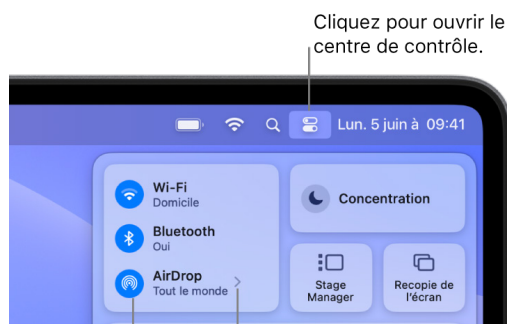 Cliquez pour ouvrir le
centre de contrôle.
Lun. 5 juin à 09:41
Wi-Fi
Domicile
Bluetooth
Oui
AirDrop
Tout le monde
Concentration
Stage
Manager
Recopie de
l'écran